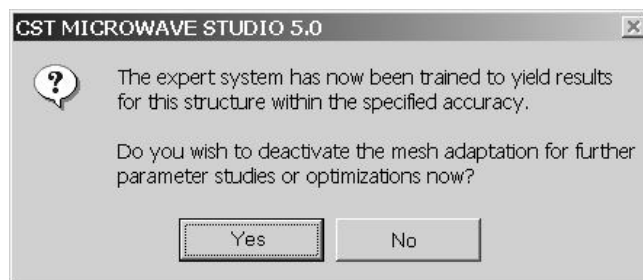 CST MICROWAVE STUDIO 5.0
The expert system has now been trained to yield results
for this structure within the specified accuracy.
Do you wish to deactivate the mesh adaptation for further
parameter studies or optimizations now?
Yes
No